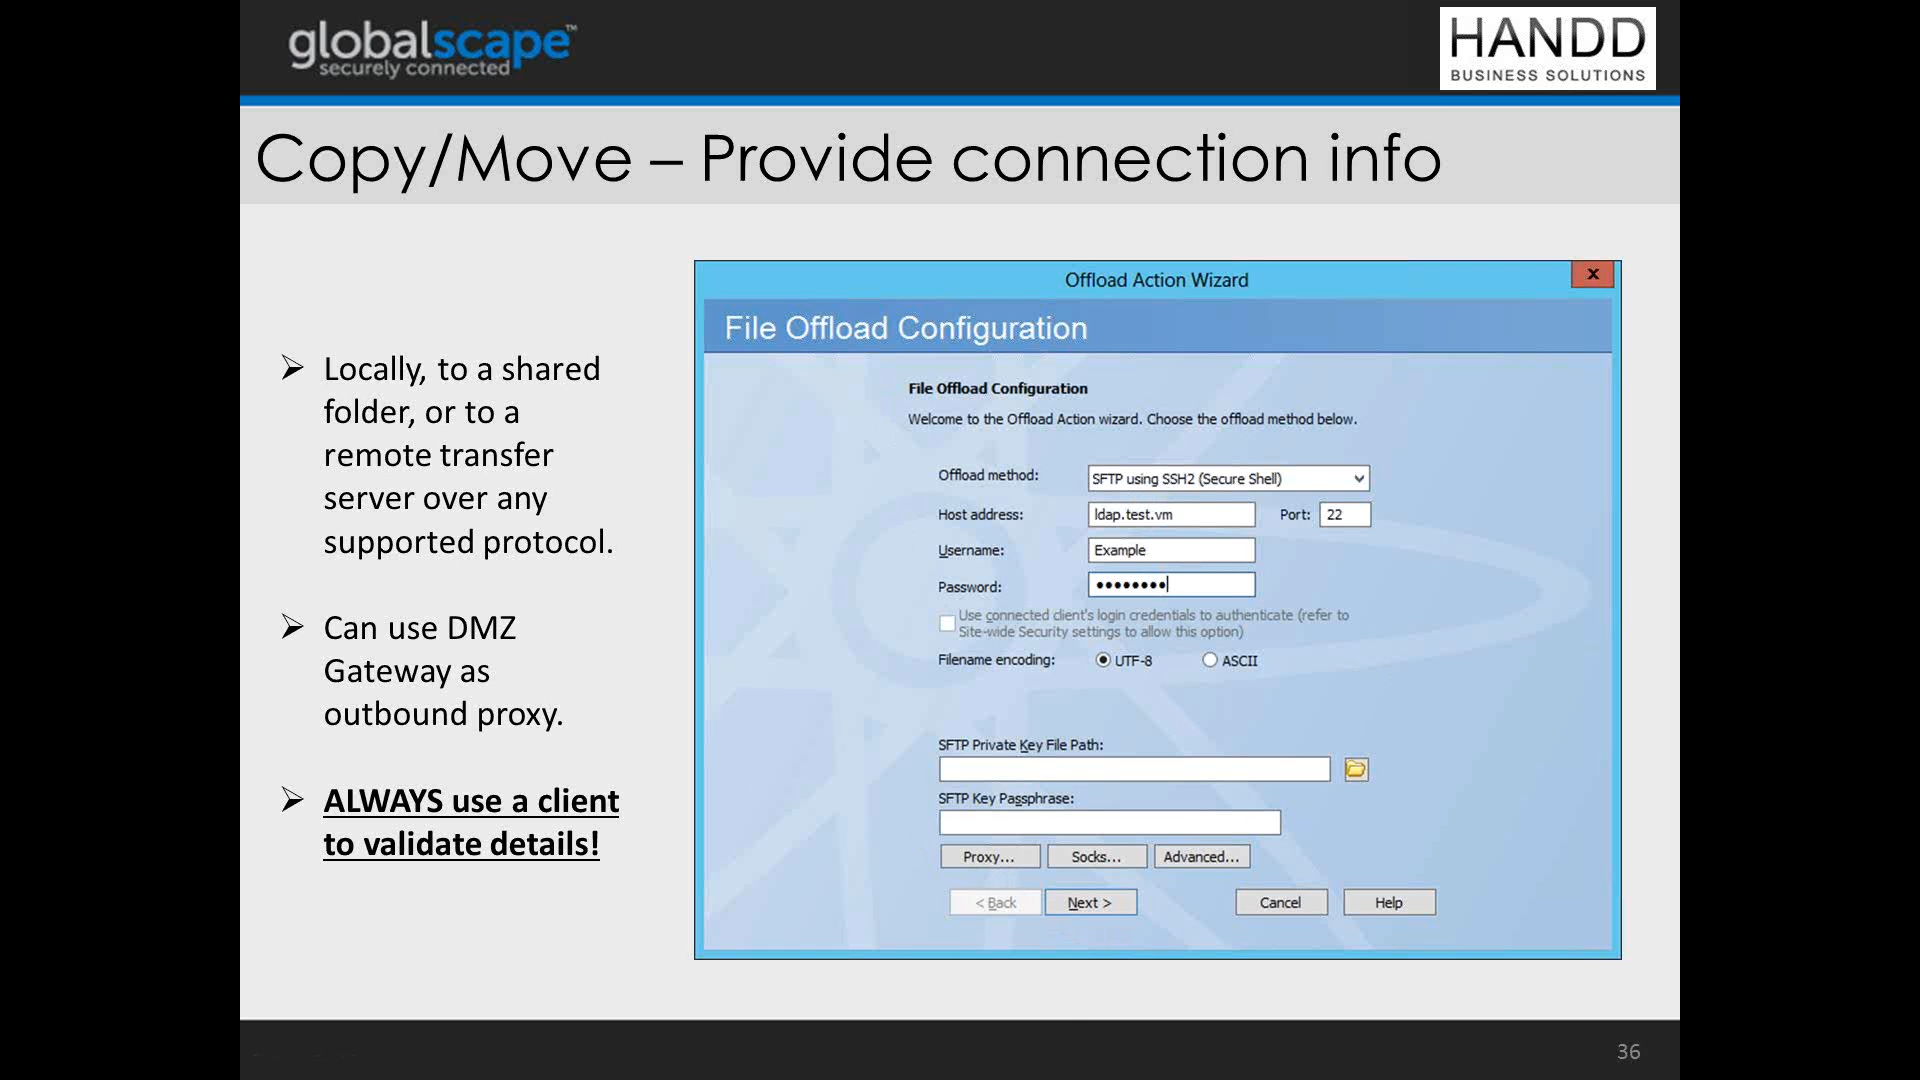 globalscape™
securely connected
HANDD
BUSINESS SOLUTIONS
Copy/Move – Provide connection info
Locally, to a shared
folder, or to a
remote transfer
server over any
supported protocol.
Can use DMZ
Gateway as
outbound proxy.
ALWAYS use a client
to validate details!
Offload Action Wizard
x
File Offload Configuration
File Offload Configuration
Welcome to the Offload Action wizard. Choose the offload method below.
Offload method: SFTP using SSH2 (Secure Shell)
Host address: ldap.test.vm Port: 22
Username: Example
Password: ••••••••
Use connected client's login credentials to authenticate (refer to
Site-wide Security settings to allow this option)
Filename encoding: UTF-8 ASCII
SFTP Private Key File Path:
SFTP Key Passphrase:
Proxy... Socks... Advanced...
< Back Next > Cancel Help
36